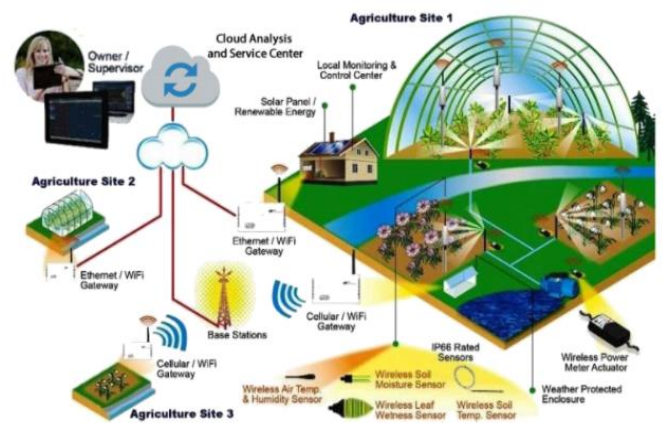 Cloud Analysis
and Service Center
Agriculture Site 1
Owner /
Supervisor
Local Monitoring &
Control Center
Solar Panel /
Renewable Energy
Agriculture Site 2
Ethernet / WiFi
Gateway
Ethernet / WiFi
Gateway
Base Stations
Cellular / WiFi
Gateway
Cellular / WiFi
Gateway
IP66 Rated
Sensors
Wireless Power
Meter Actuator
Wireless Air Temp.
& Humidity Sensor
Wireless Soil
Moisture Sensor
Wireless Leaf
Wetness Sensor
Wireless Soil
Temp. Sensor
Weather Protected
Enclosure
Agriculture Site 3